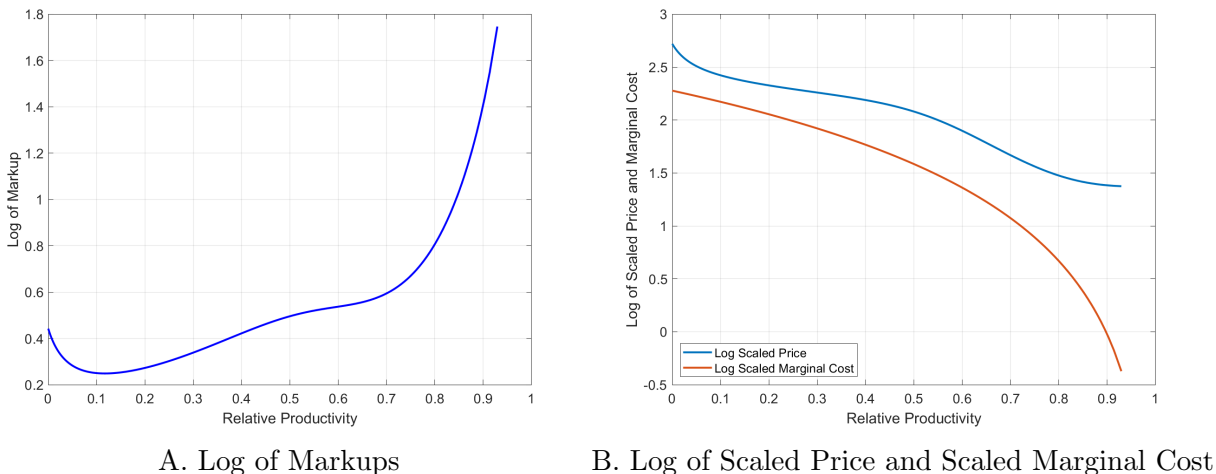 1.8
1.6
1.4
1.2
1
0.8
0.6
0.4
0.2
Log of Markup
0 0.1 0.2 0.3 0.4 0.5 0.6 0.7 0.8 0.9 1
Relative Productivity
A. Log of Markups
3
2.5
2
1.5
1
0.5
0
-0.5
Log of Scaled Price and Marginal Cost
Log Scaled Price
Log Scaled Marginal Cost
0 0.1 0.2 0.3 0.4 0.5 0.6 0.7 0.8 0.9 1
Relative Productivity
B. Log of Scaled Price and Scaled Marginal Cost